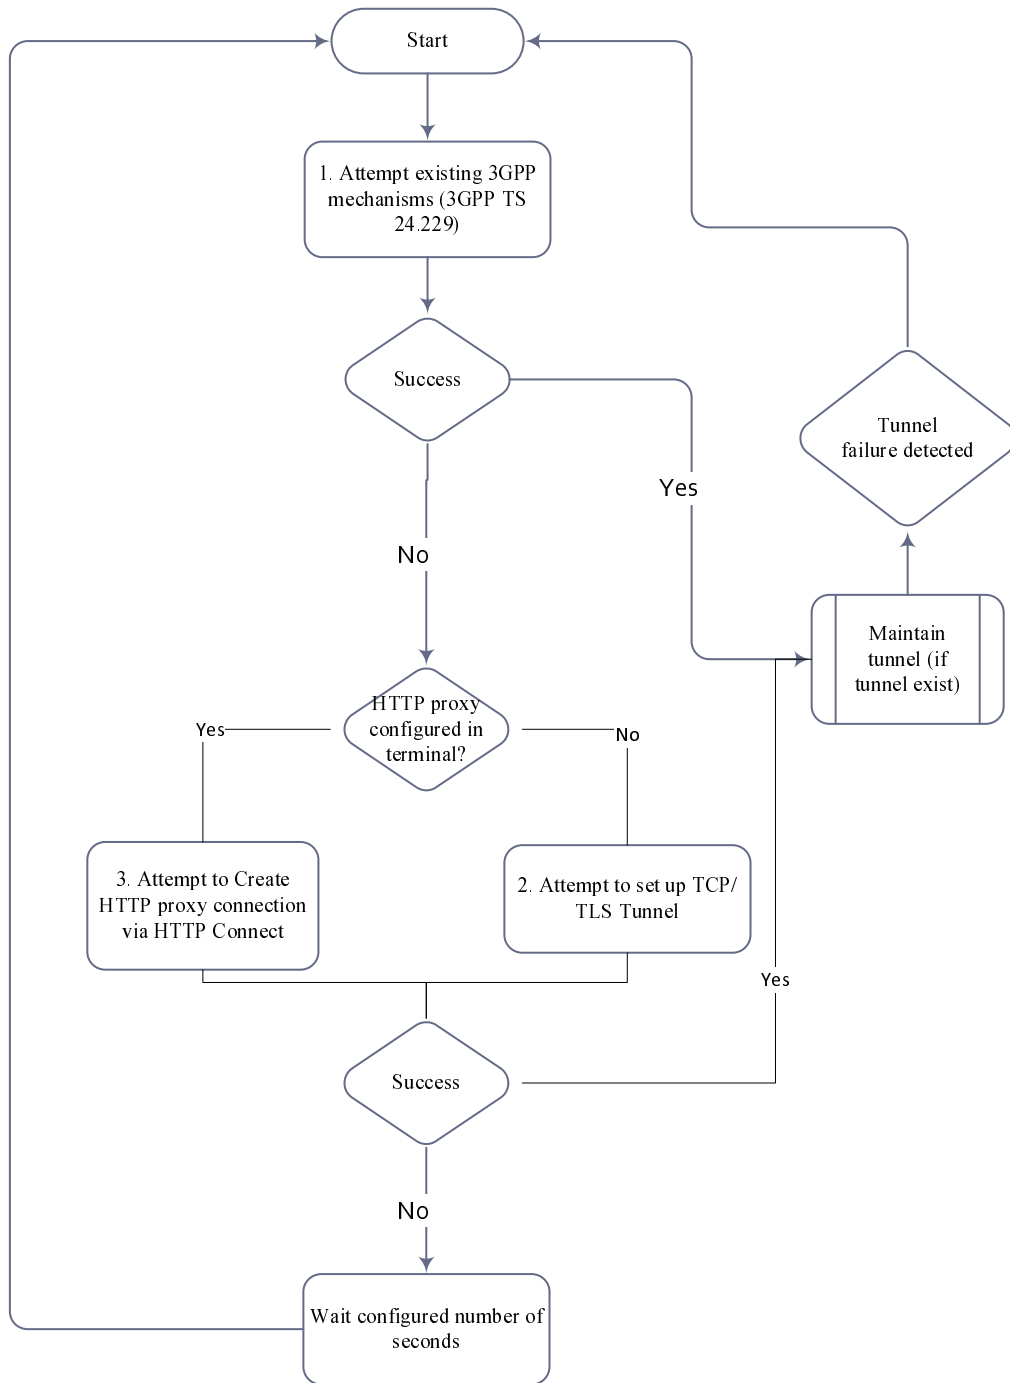 Start
1. Attempt existing 3GPP
mechanisms (3GPP TS
24.229)
Success
Tunnel
failure detected
Yes
No
Maintain
tunnel (if
tunnel exist)
HTTP proxy
configured in
terminal?
Yes
No
3. Attempt to Create
HTTP proxy connection
via HTTP Connect
2. Attempt to set up TCP/
TLS Tunnel
Yes
Success
No
Wait configured number of
seconds